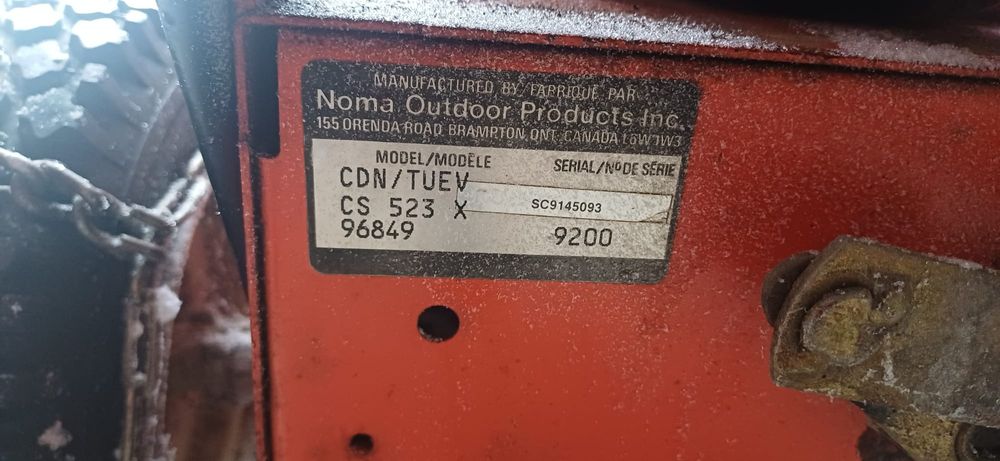 MANUFACTURED BY/FABRIQUE PAR
Noma Outdoor Products Inc.
155 ORENDA ROAD BRAMPTON ONT. CANADA L6W 1W3
MODEL/MODÈLE SERIAL/Nº DE SÉRIE
CDN/TUEV
CS 523 X SC9145093
96849 9200